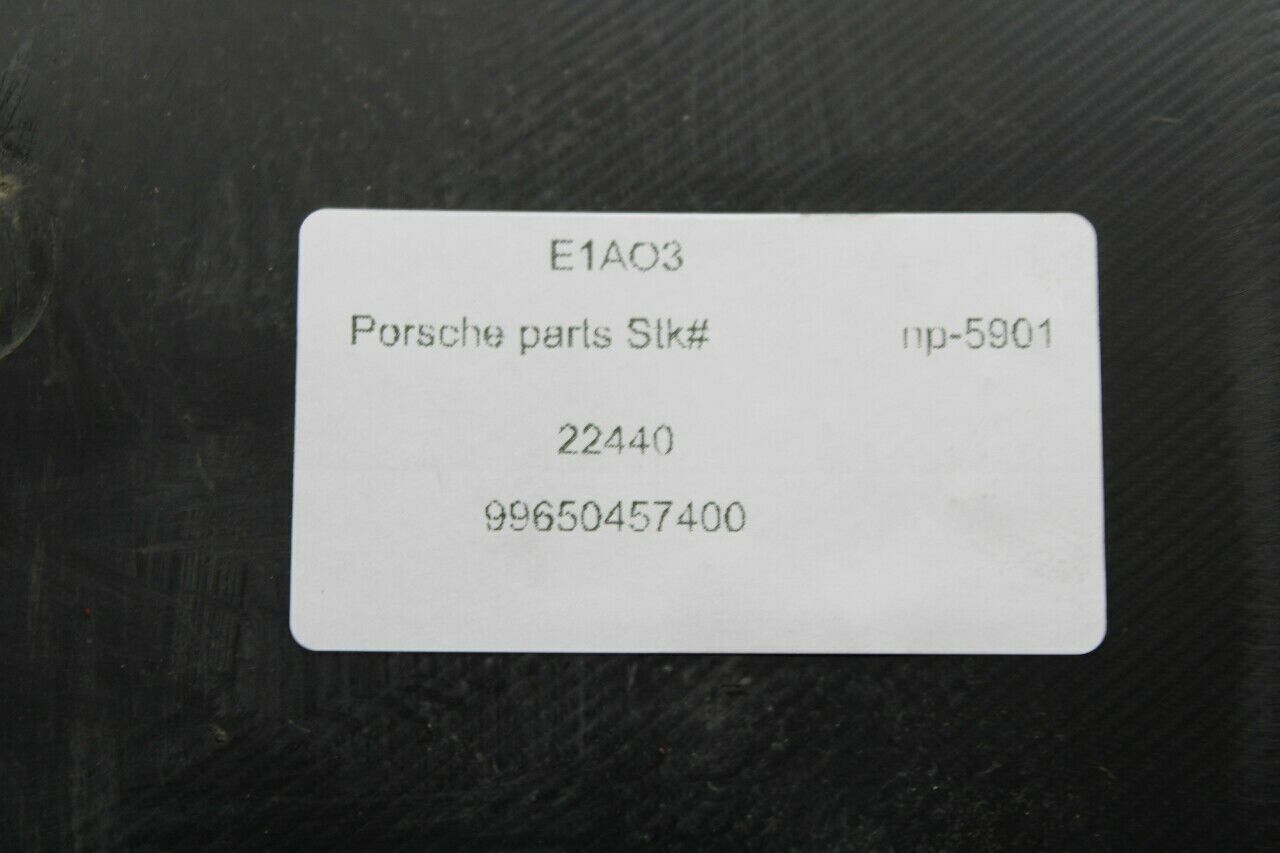 E1AO3
Porsche parts Stk# np-5901
22440
99650457400